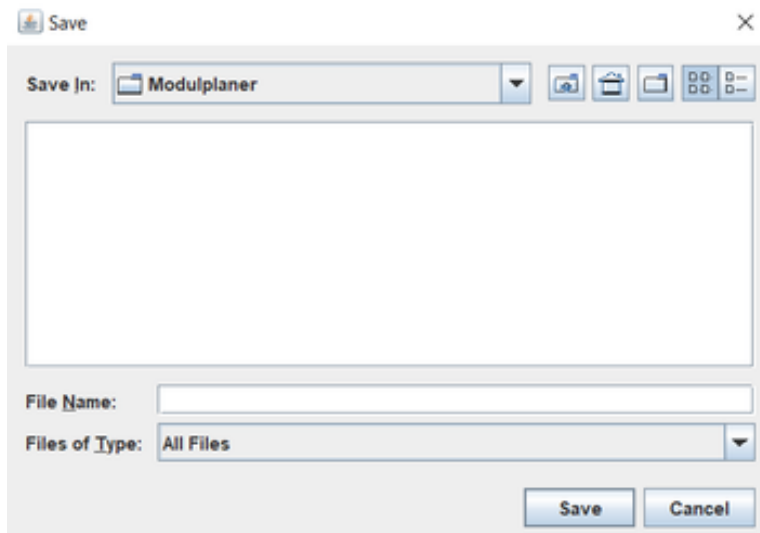 Save
Save In: Modulplaner
File Name:
Files of Type: All Files
Save Cancel